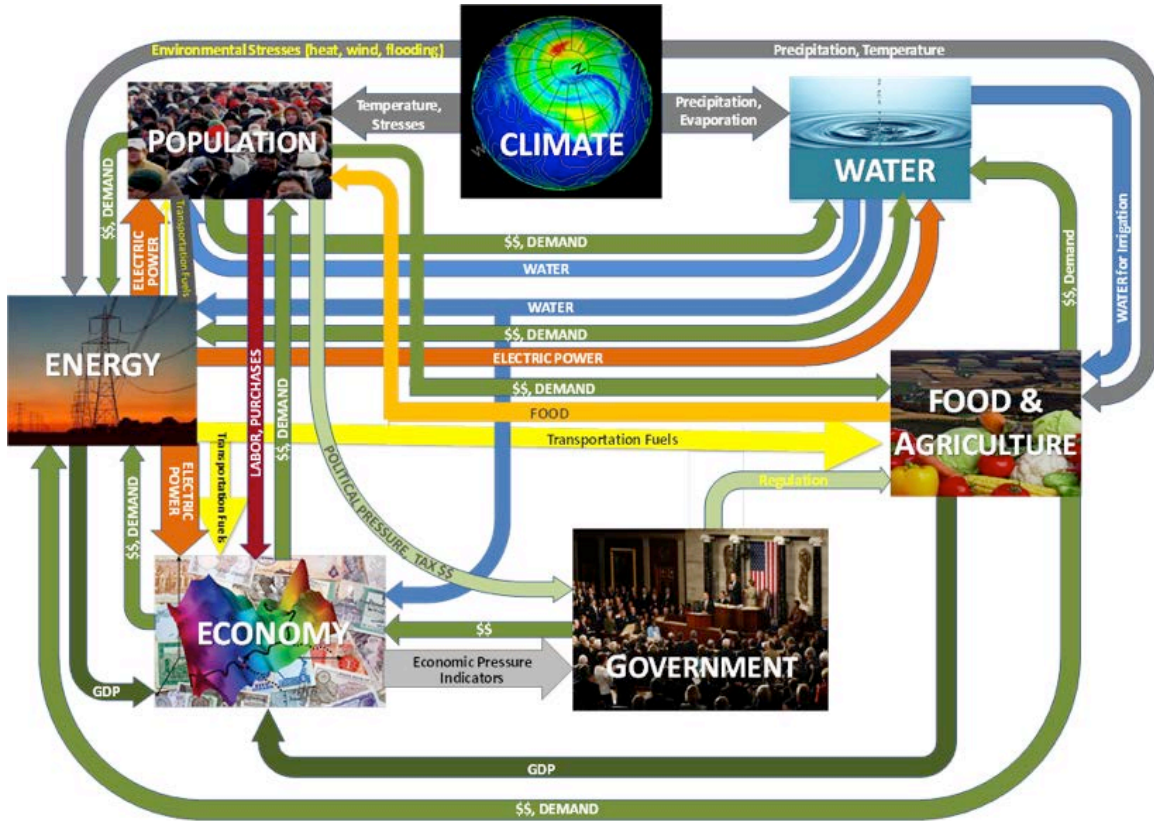 Environmental Stresses (heat, wind, flooding)
Precipitation, Temperature
Temperature,
Stresses
Precipitation,
Evaporation
CLIMATE
POPULATION
WATER
$$, DEMAND
ELECTRIC
POWER
Transportation Fuels
$$, DEMAND
WATER
WATER
$$, DEMAND
ELECTRIC POWER
$$, Demand
WATER for Irrigation
ENERGY
LABOR, PURCHASES
$$, DEMAND
$$, DEMAND
FOOD
Transportation Fuels
FOOD &
AGRICULTURE
ELECTRIC
POWER
Transportation Fuels
$$, DEMAND
POLITICAL PRESSURE, TAX $$
Regulation
ECONOMY
$$
Economic Pressure
Indicators
GOVERNMENT
GDP
GDP
$$, DEMAND